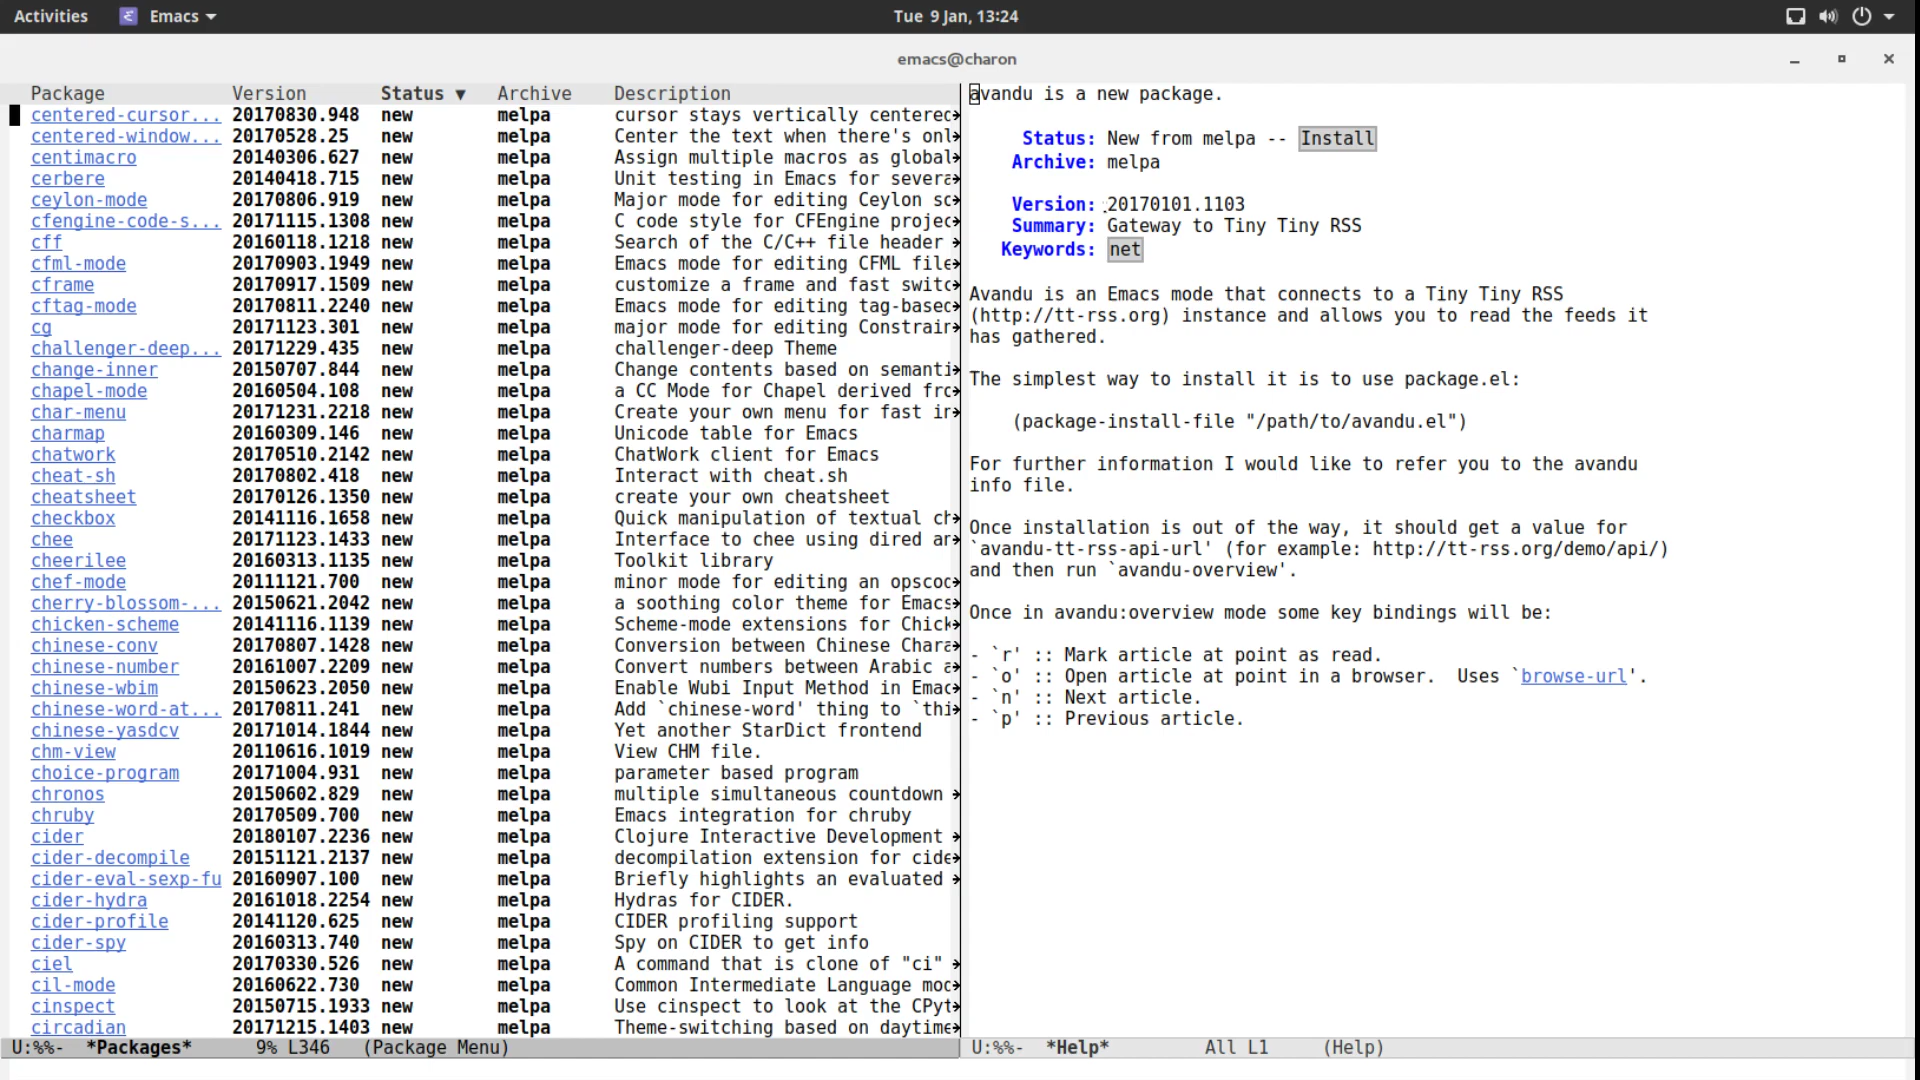 Activities Emacs Tue 9 Jan, 13:24
emacs@charon
Package Version Status ▼ Archive Description
centered-cursor... 20170830.948 new melpa cursor stays vertically centered
centered-window... 20170528.25 new melpa Center the text when there's onl
centimacro 20140306.627 new melpa Assign multiple macros as global
cerbere 20140418.715 new melpa Unit testing in Emacs for severa
ceylon-mode 20170806.919 new melpa Major mode for editing Ceylon so
cfengine-code-s... 20171115.1308 new melpa C code style for CFEngine projec
cff 20160118.1218 new melpa Search of the C/C++ file header
cfml-mode 20170903.1949 new melpa Emacs mode for editing CFML file
cframe 20170917.1509 new melpa customize a frame and fast switc
cftag-mode 20170811.2240 new melpa Emacs mode for editing tag-based
cg 20171123.301 new melpa major mode for editing Constrain
challenger-deep... 20171229.435 new melpa challenger-deep Theme
change-inner 20150707.844 new melpa Change contents based on semanti
chapel-mode 20160504.108 new melpa a CC Mode for Chapel derived fro
char-menu 20171231.2218 new melpa Create your own menu for fast in
charmap 20160309.146 new melpa Unicode table for Emacs
chatwork 20170510.2142 new melpa ChatWork client for Emacs
cheat-sh 20170802.418 new melpa Interact with cheat.sh
cheatsheet 20170126.1350 new melpa create your own cheatsheet
checkbox 20141116.1658 new melpa Quick manipulation of textual ch
chee 20171123.1433 new melpa Interface to chee using dired an
cheerilee 20160313.1135 new melpa Toolkit library
chef-mode 20111121.700 new melpa minor mode for editing an opscod
cherry-blossom-... 20150621.2042 new melpa a soothing color theme for Emacs
chicken-scheme 20141116.1139 new melpa Scheme-mode extensions for Chick
chinese-conv 20170807.1428 new melpa Conversion between Chinese Chara
chinese-number 20161007.2209 new melpa Convert numbers between Arabic a
chinese-wbim 20150623.2050 new melpa Enable Wubi Input Method in Emac
chinese-word-at... 20170811.241 new melpa Add `chinese-word' thing to `thi
chinese-yasdcv 20171014.1844 new melpa Yet another StarDict frontend
chm-view 20110616.1019 new melpa View CHM file.
choice-program 20171004.931 new melpa parameter based program
chronos 20150602.829 new melpa multiple simultaneous countdown
chruby 20170509.700 new melpa Emacs integration for chruby
cider 20180107.2236 new melpa Clojure Interactive Development
cider-decompile 20151121.2137 new melpa decompilation extension for cide
cider-eval-sexp-fu 20160907.100 new melpa Briefly highlights an evaluated
cider-hydra 20161018.2254 new melpa Hydras for CIDER.
cider-profile 20141120.625 new melpa CIDER profiling support
cider-spy 20160313.740 new melpa Spy on CIDER to get info
ciel 20170330.526 new melpa A command that is clone of "ci"
cil-mode 20160622.730 new melpa Common Intermediate Language mod
cinspect 20150715.1933 new melpa Use cinspect to look at the CPyt
circadian 20171215.1403 new melpa Theme-switching based on daytime
U:%%- *Packages* 9% L346 (Package Menu)
avandu is a new package.
Status: New from melpa -- Install
Archive: melpa
Version: 20170101.1103
Summary: Gateway to Tiny Tiny RSS
Keywords: net
Avandu is an Emacs mode that connects to a Tiny Tiny RSS
(http://tt-rss.org) instance and allows you to read the feeds it
has gathered.
The simplest way to install it is to use package.el:
(package-install-file "/path/to/avandu.el")
For further information I would like to refer you to the avandu
info file.
Once installation is out of the way, it should get a value for
`avandu-tt-rss-api-url' (for example: http://tt-rss.org/demo/api/)
and then run `avandu-overview'.
Once in avandu:overview mode some key bindings will be:
- `r' :: Mark article at point as read.
- `o' :: Open article at point in a browser.  Uses `browse-url'.
- `n' :: Next article.
- `p' :: Previous article.
U:%%- *Help* All L1 (Help)